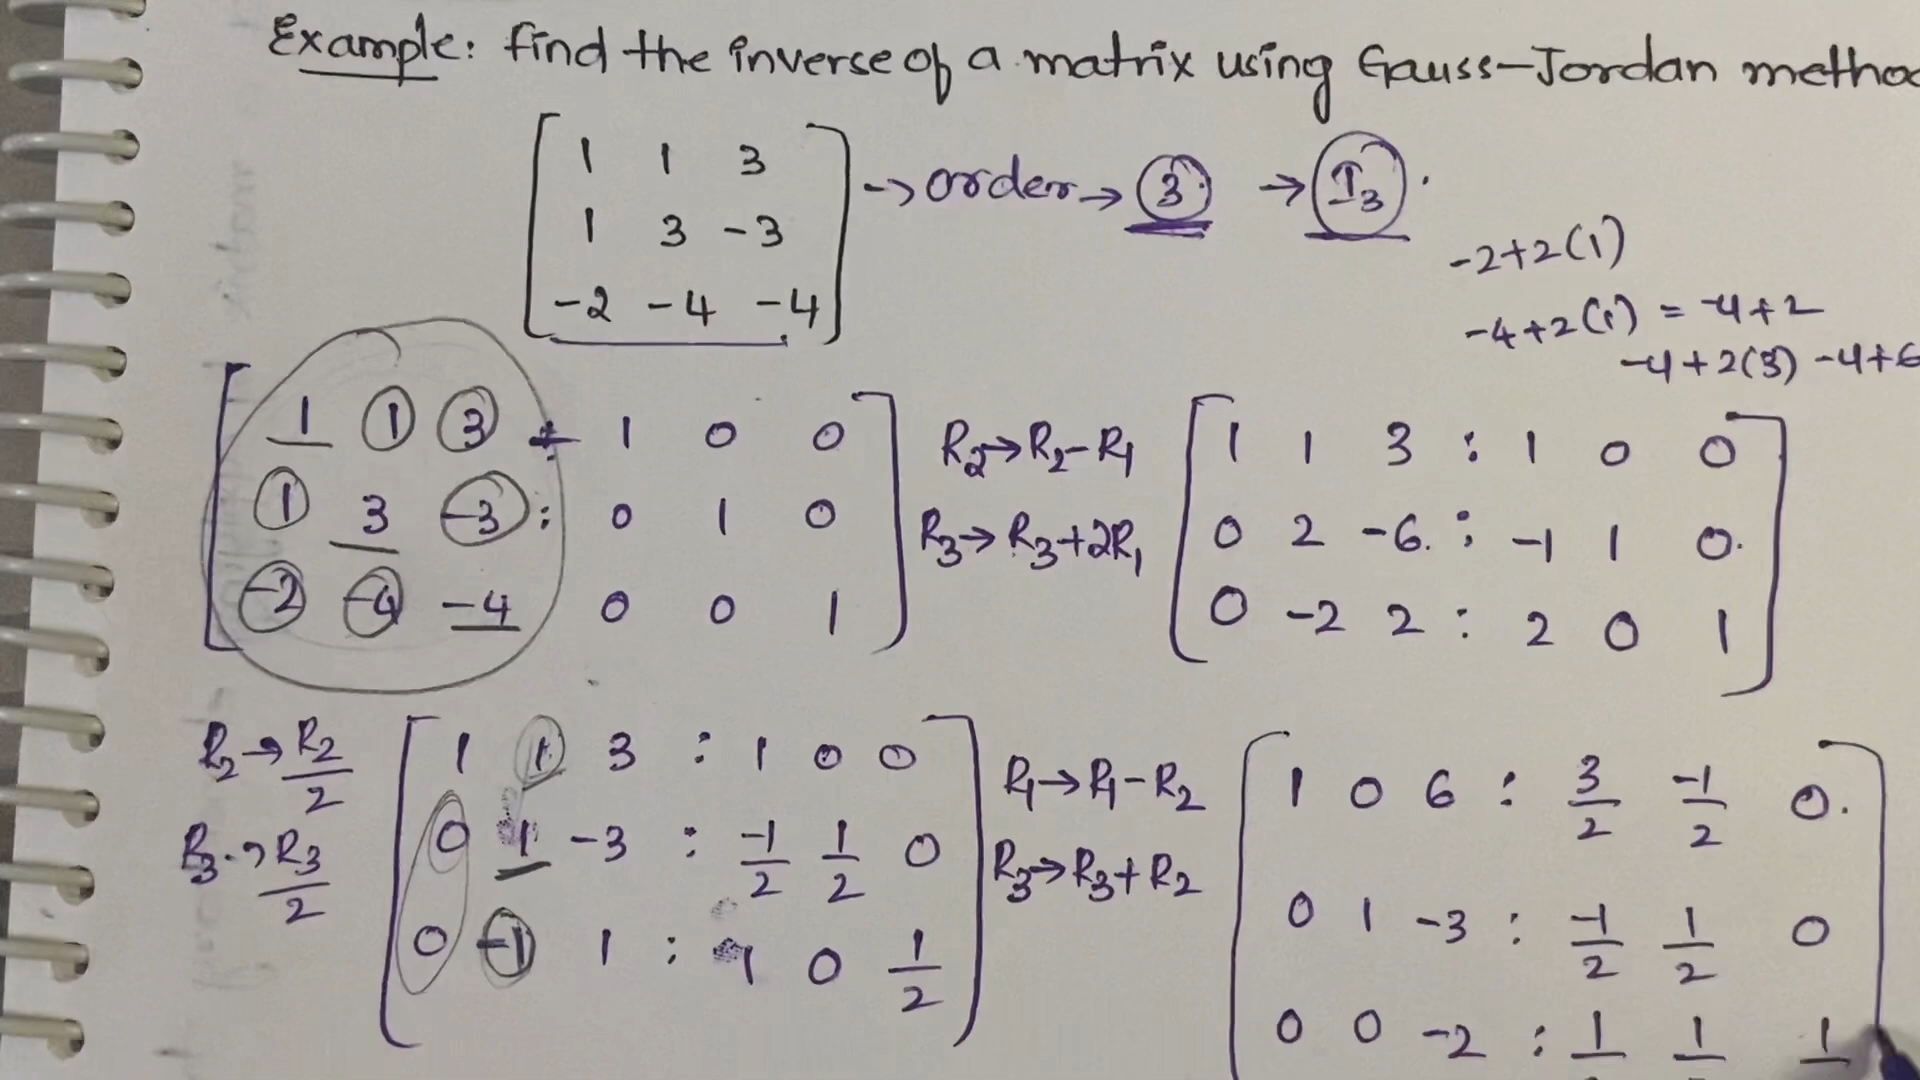 Example: find the inverse of a matrix using Gauss-Jordan metho
1 1 3
1 3 -3
-2 -4 -4
→ order → 3 → I3.
-2+2(1)
-4+2(1) = -4+2
-4+2(3) -4+6
1 1 3 : 1 0 0
1 3 -3 : 0 1 0
-2 -4 -4 0 0 1
R2→R2-R1
R3→R3+2R1
1 1 3 : 1 0 0
0 2 -6 : -1 1 0
0 -2 2 : 2 0 1
R2→R2/2
R3→R3/2
1 1 3 : 1 0 0
0 1 -3 : -1/2 1/2 0
0 -1 1 : 1 0 1/2
R1→R1-R2
R3→R3+R2
1 0 6 : 3/2 -1/2 0
0 1 -3 : -1/2 1/2 0
0 0 -2 : 1 1 1